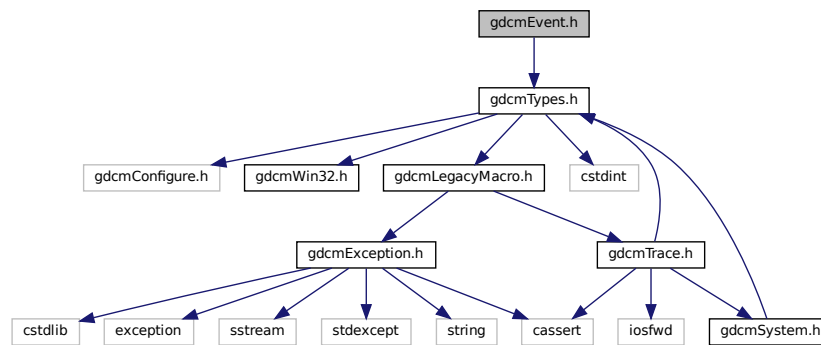 gdcmEvent.h
gdcmTypes.h
gdcmConfigure.h
gdcmWin32.h
gdcmLegacyMacro.h
cstdint
gdcmException.h
gdcmTrace.h
cstdlib
exception
sstream
stdexcept
string
cassert
iosfwd
gdcmSystem.h